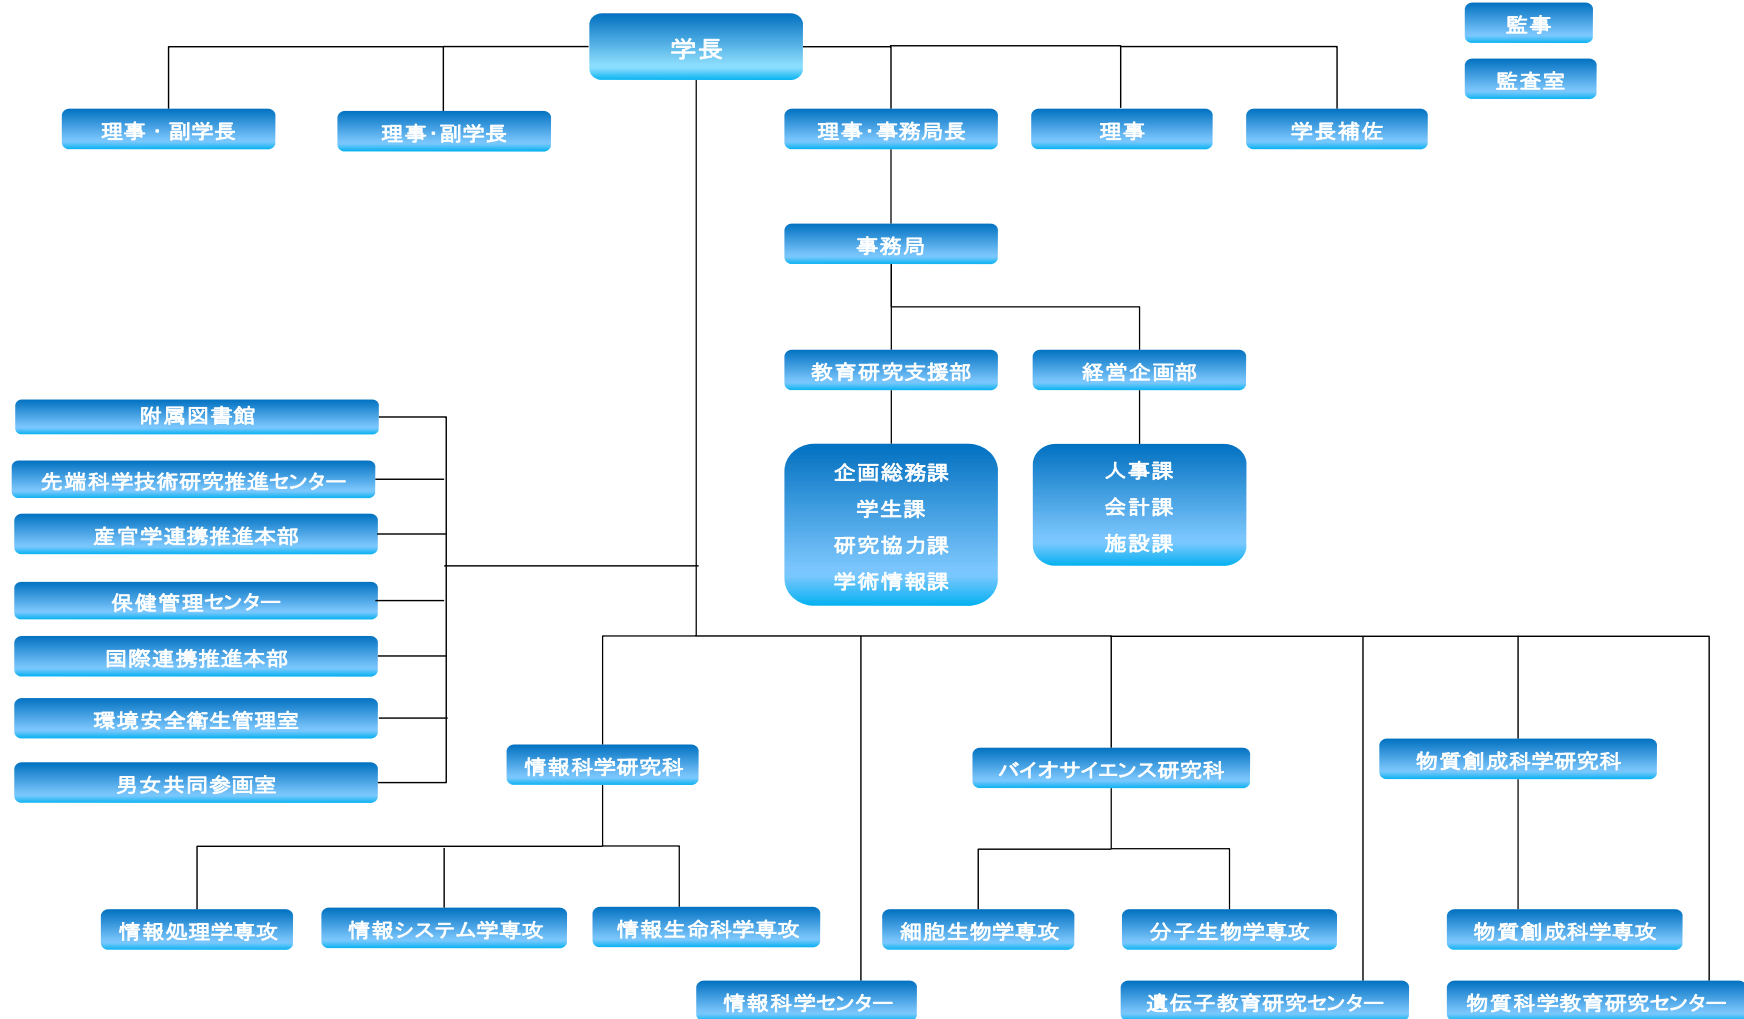 学長
監事
監査室
理事・副学長
理事・副学長
理事・事務局長
理事
学長補佐
事務局
教育研究支援部
経営企画部
企画総務課
学生課
研究協力課
学術情報課
人事課
会計課
施設課
附属図書館
先端科学技術研究推進センター
産官学連携推進本部
保健管理センター
国際連携推進本部
環境安全衛生管理室
男女共同参画室
情報科学研究科
バイオサイエンス研究科
物質創成科学研究科
情報処理学専攻
情報システム学専攻
情報生命科学専攻
細胞生物学専攻
分子生物学専攻
物質創成科学専攻
情報科学センター
遺伝子教育研究センター
物質科学教育研究センター